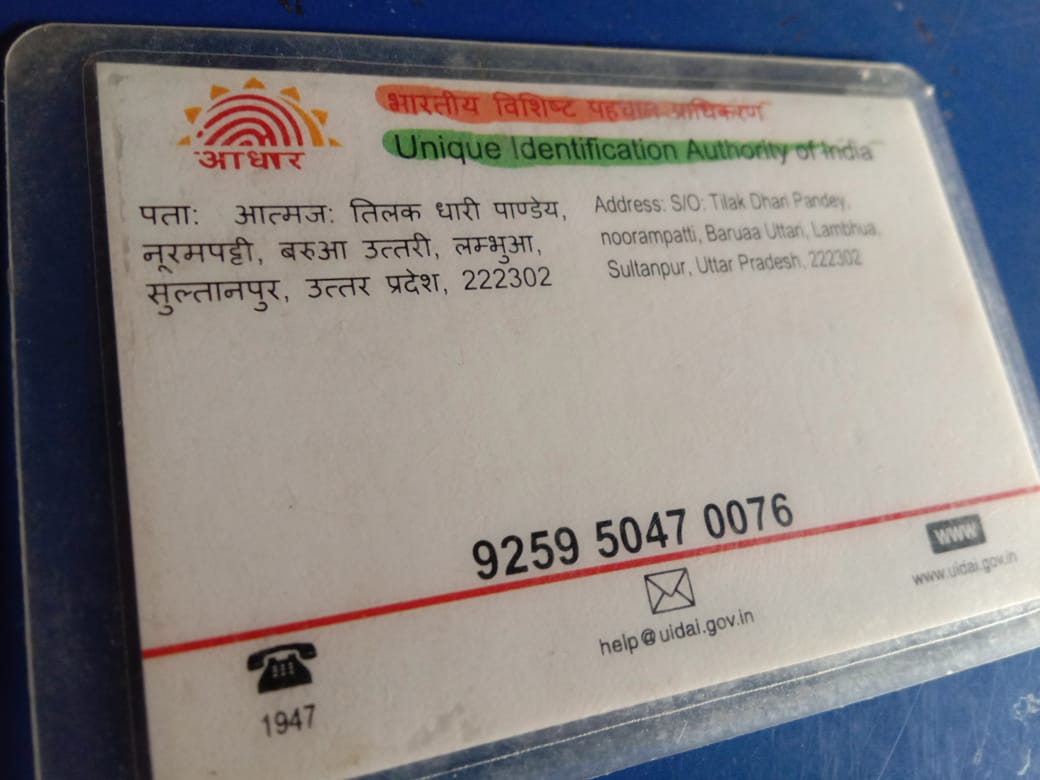 आधार
भारतीय विशिष्ट पहचान प्राधिकरण
Unique Identification Authority of India
पता: आत्मज: तिलक धारी पाण्डेय,
नूरमपट्टी, बरुआ उत्तरी, लम्भुआ,
सुल्तानपुर, उत्तर प्रदेश, 222302
Address: S/O: Tilak Dhari Pandey,
noorampatti, Baruaa Uttari, Lambhua,
Sultanpur, Uttar Pradesh, 222302
9259 5047 0076
1947
help@uidai.gov.in
www
www.uidai.gov.in